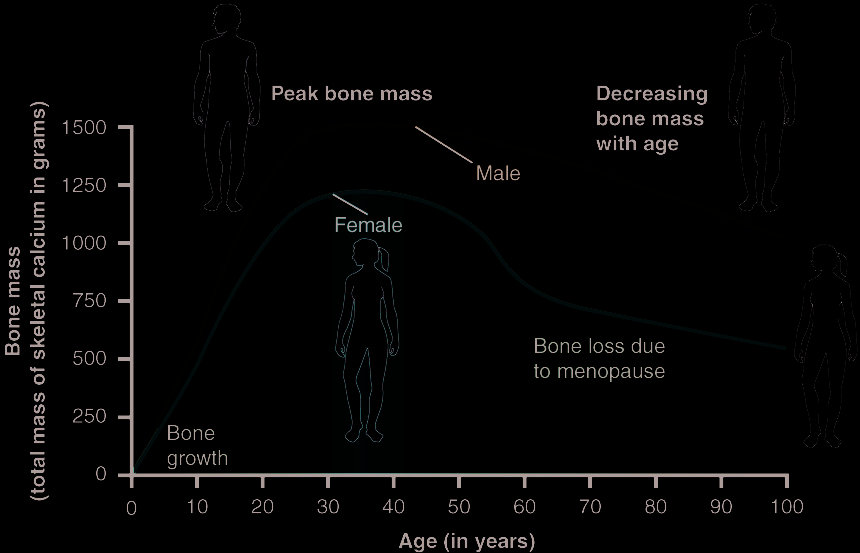 Peak bone mass
Decreasing
bone mass
with age
Bone mass
(total mass of skeletal calcium in grams)
1500
1250
1000
750
500
250
0
Male
Female
Bone loss due
to menopause
Bone
growth
0 10 20 30 40 50 60 70 80 90 100
Age (in years)